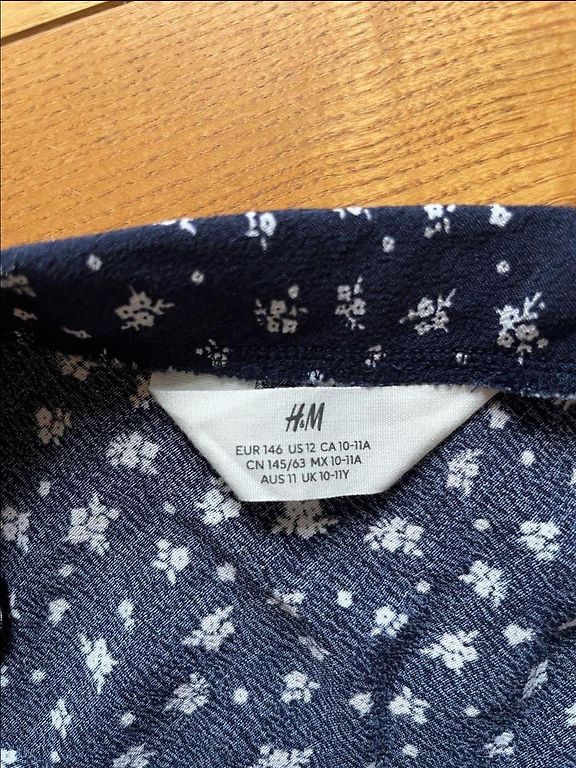 H&M
EUR 146 US 12 CA 10-11A
CN 145/63 MX 10-11A
AUS 11 UK 10-11Y